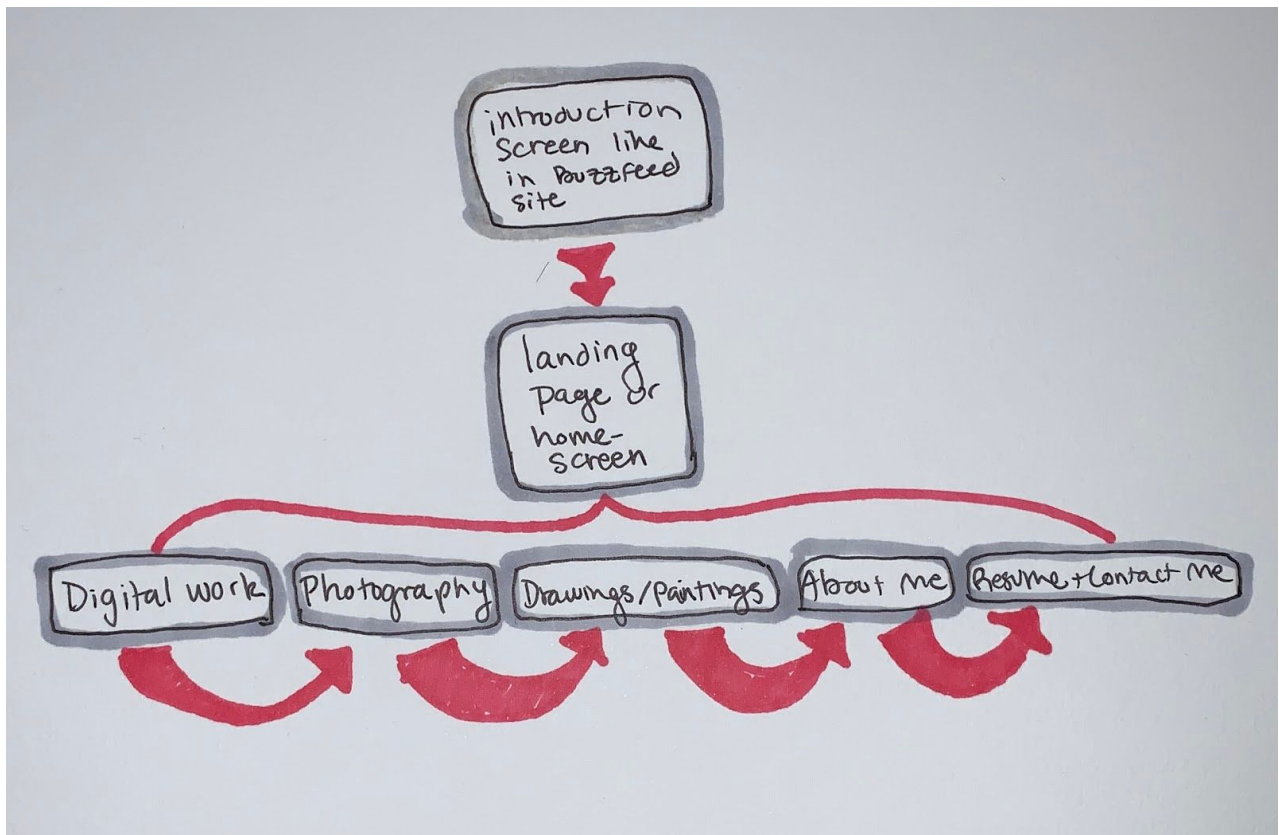 introduction
screen like
in Buzzfeed
site
landing
page or
home-
screen
Digital work
Photography
Drawings/Paintings
About Me
Resume + Contact Me